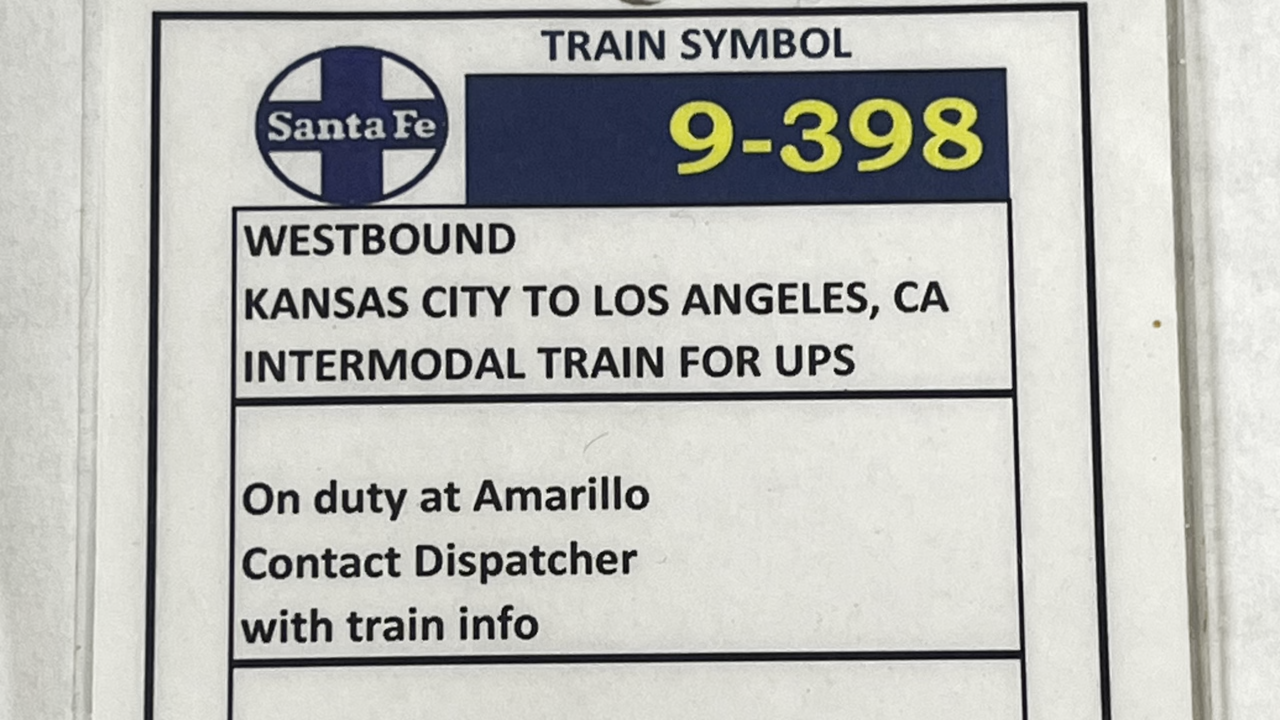 TRAIN SYMBOL
Santa Fe
9-398
WESTBOUND
KANSAS CITY TO LOS ANGELES, CA
INTERMODAL TRAIN FOR UPS
On duty at Amarillo
Contact Dispatcher
with train info